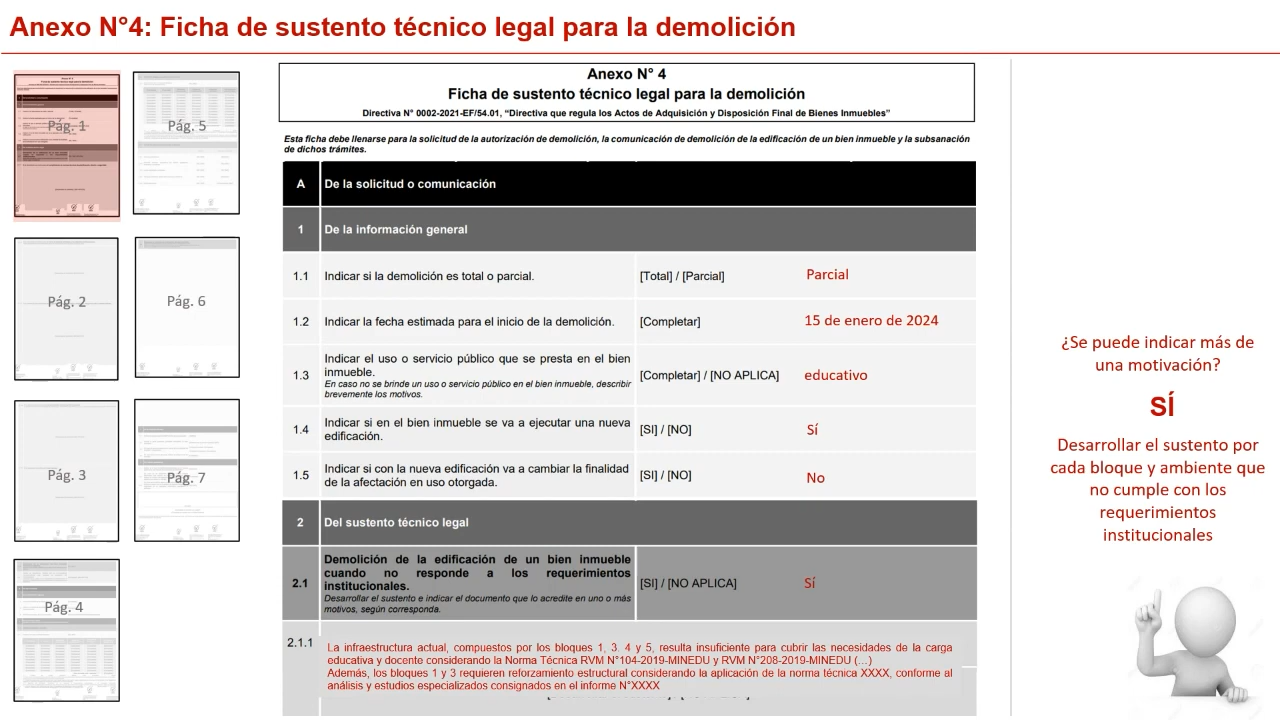 Anexo N°4: Ficha de sustento técnico legal para la demolición
Pág. 1
Pág. 5
Pág. 2
Pág. 6
Pág. 3
Pág. 7
Pág. 4
Anexo N° 4
Ficha de sustento técnico legal para la demolición
Directiva N° 0002-2021-EF/54.01, “Directiva que regula los Actos de Adquisición y Disposición Final de Bienes Inmuebles”
Esta ficha debe llenarse para la solicitud de la autorización de demolición, la comunicación de demolición de la edificación de un bien inmueble y la subsanación
de dichos trámites.
A De la solicitud o comunicación
1 De la información general
1.1 Indicar si la demolición es total o parcial. [Total] / [Parcial] Parcial
1.2 Indicar la fecha estimada para el inicio de la demolición. [Completar] 15 de enero de 2024
Indicar el uso o servicio público que se presta en el bien
inmueble.
1.3 [Completar] / [NO APLICA] educativo
En caso no se brinde un uso o servicio público en el bien inmueble, describir
brevemente los motivos.
1.4 Indicar si en el bien inmueble se va a ejecutar una nueva
edificación. [SI] / [NO] Sí
1.5 Indicar si con la nueva edificación va a cambiar la finalidad
de la afectación en uso otorgada. [SI] / [NO] No
2 Del sustento técnico legal
Demolición de la edificación de un bien inmueble
cuando no responde a los requerimientos
2.1 institucionales. [SI] / [NO APLICA] Sí
Desarrollar el sustento e indicar el documento que lo acredite en uno o más
motivos, según corresponda.
2.1.1
La infraestructura actual, compuestos por los bloques 1, 3. 4 y 5, resulta insuficiente para cubrir las necesidades de la carga
educativa y docente considerando la Norma Técnica RVM N°104-2019-MINEDU y RVM N°208-2019-MINEDU (…)
Además, los bloques 1 y 3 requieren reforzamiento estructural considerando la aplicación de la norma técnica XXXX, conforme al
análisis y estudios especializados consignados en el informe N°XXXX
¿Se puede indicar más de
una motivación?
SÍ
Desarrollar el sustento por
cada bloque y ambiente que
no cumple con los
requerimientos
institucionales